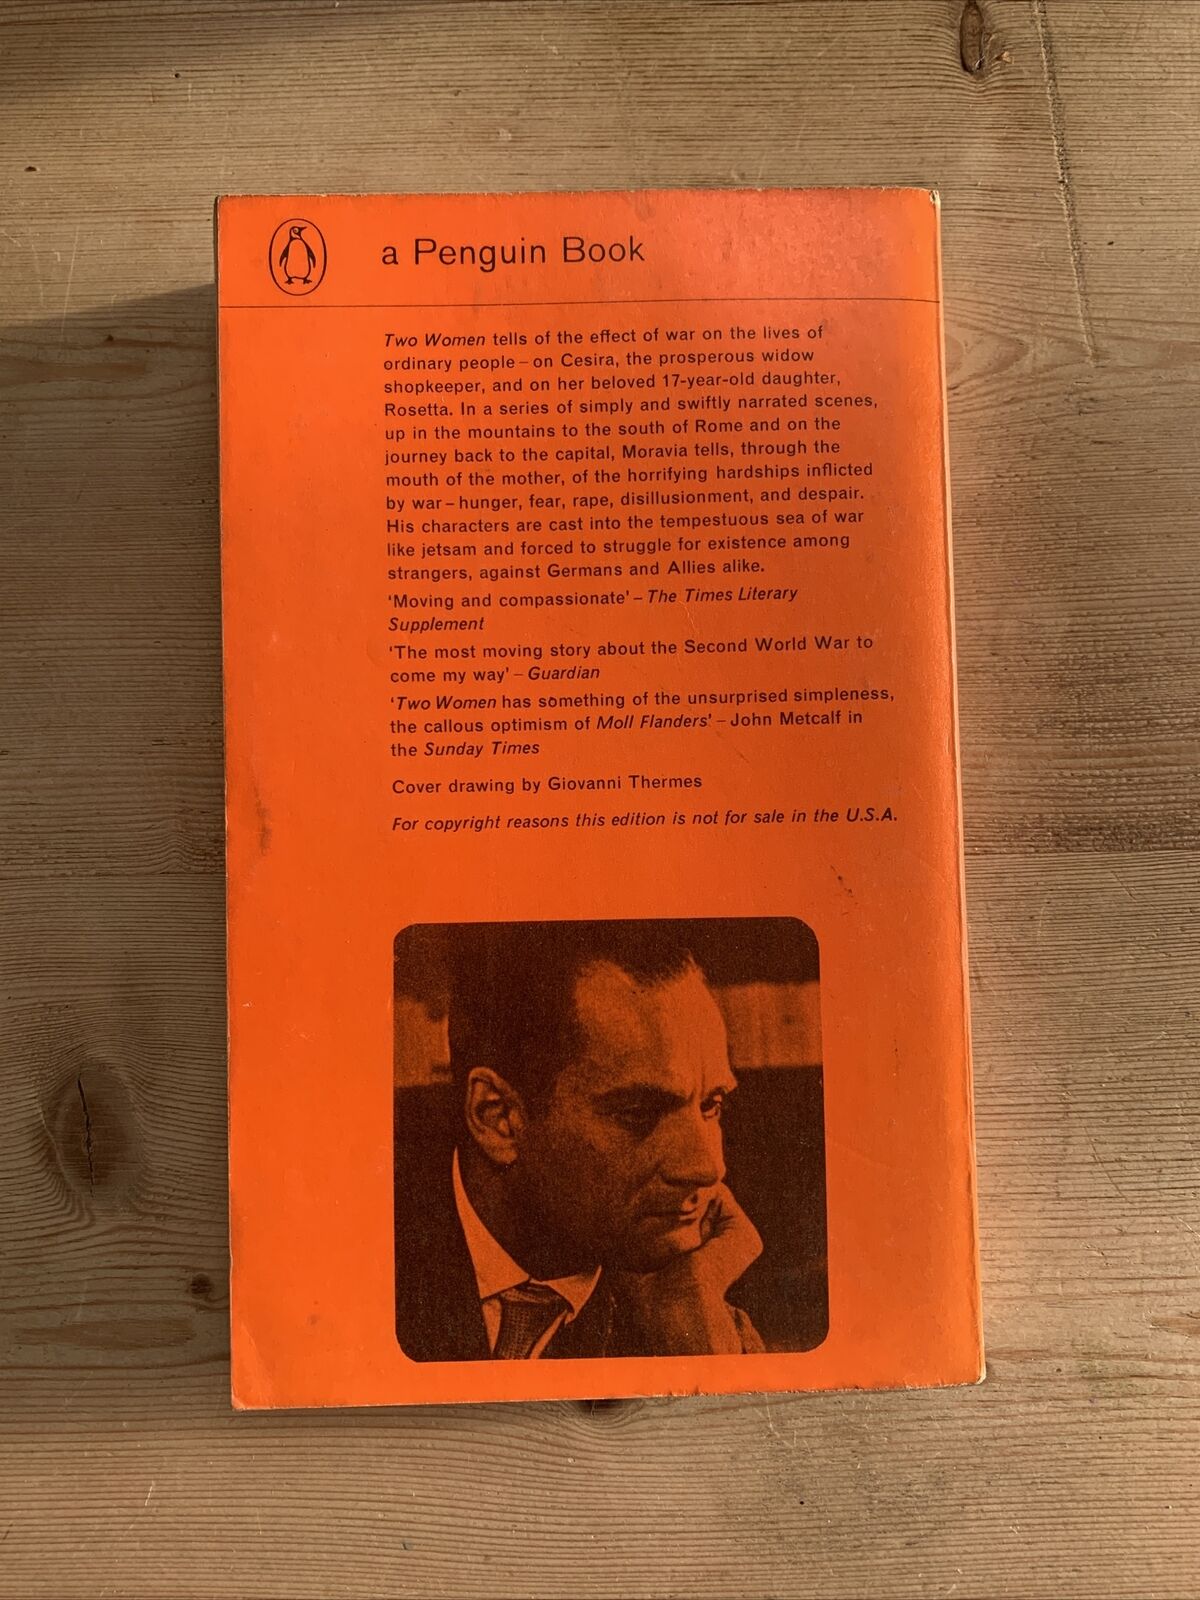 a Penguin Book
Two Women tells of the effect of war on the lives of
ordinary people – on Cesira, the prosperous widow
shopkeeper, and on her beloved 17-year-old daughter,
Rosetta. In a series of simply and swiftly narrated scenes,
up in the mountains to the south of Rome and on the
journey back to the capital, Moravia tells, through the
mouth of the mother, of the horrifying hardships inflicted
by war – hunger, fear, rape, disillusionment, and despair.
His characters are cast into the tempestuous sea of war
like jetsam and forced to struggle for existence among
strangers, against Germans and Allies alike.
‘Moving and compassionate’ – The Times Literary
Supplement
‘The most moving story about the Second World War to
come my way’ – Guardian
‘Two Women has something of the unsurprised simpleness,
the callous optimism of Moll Flanders’ – John Metcalf in
the Sunday Times
Cover drawing by Giovanni Thermes
For copyright reasons this edition is not for sale in the U.S.A.